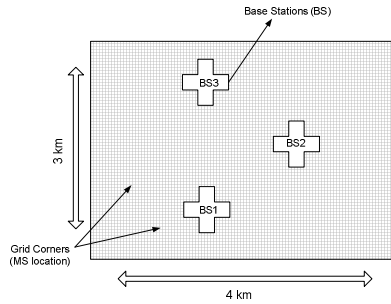 Base Stations (BS)
BS3
BS2
3 km
BS1
Grid Corners
(MS location)
4 km